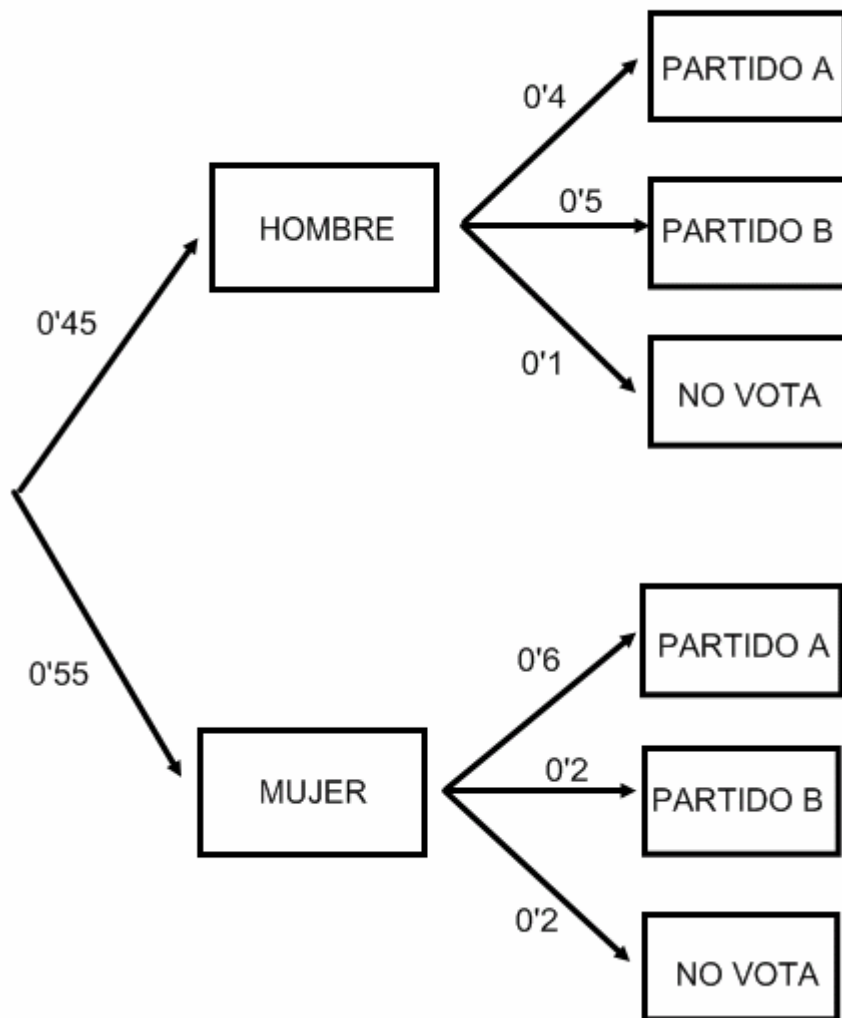 PARTIDO A
0'4
0'5
HOMBRE
PARTIDO B
0'45
0'1
NO VOTA
0'6
PARTIDO A
0'55
0'2
MUJER
PARTIDO B
0'2
NO VOTA